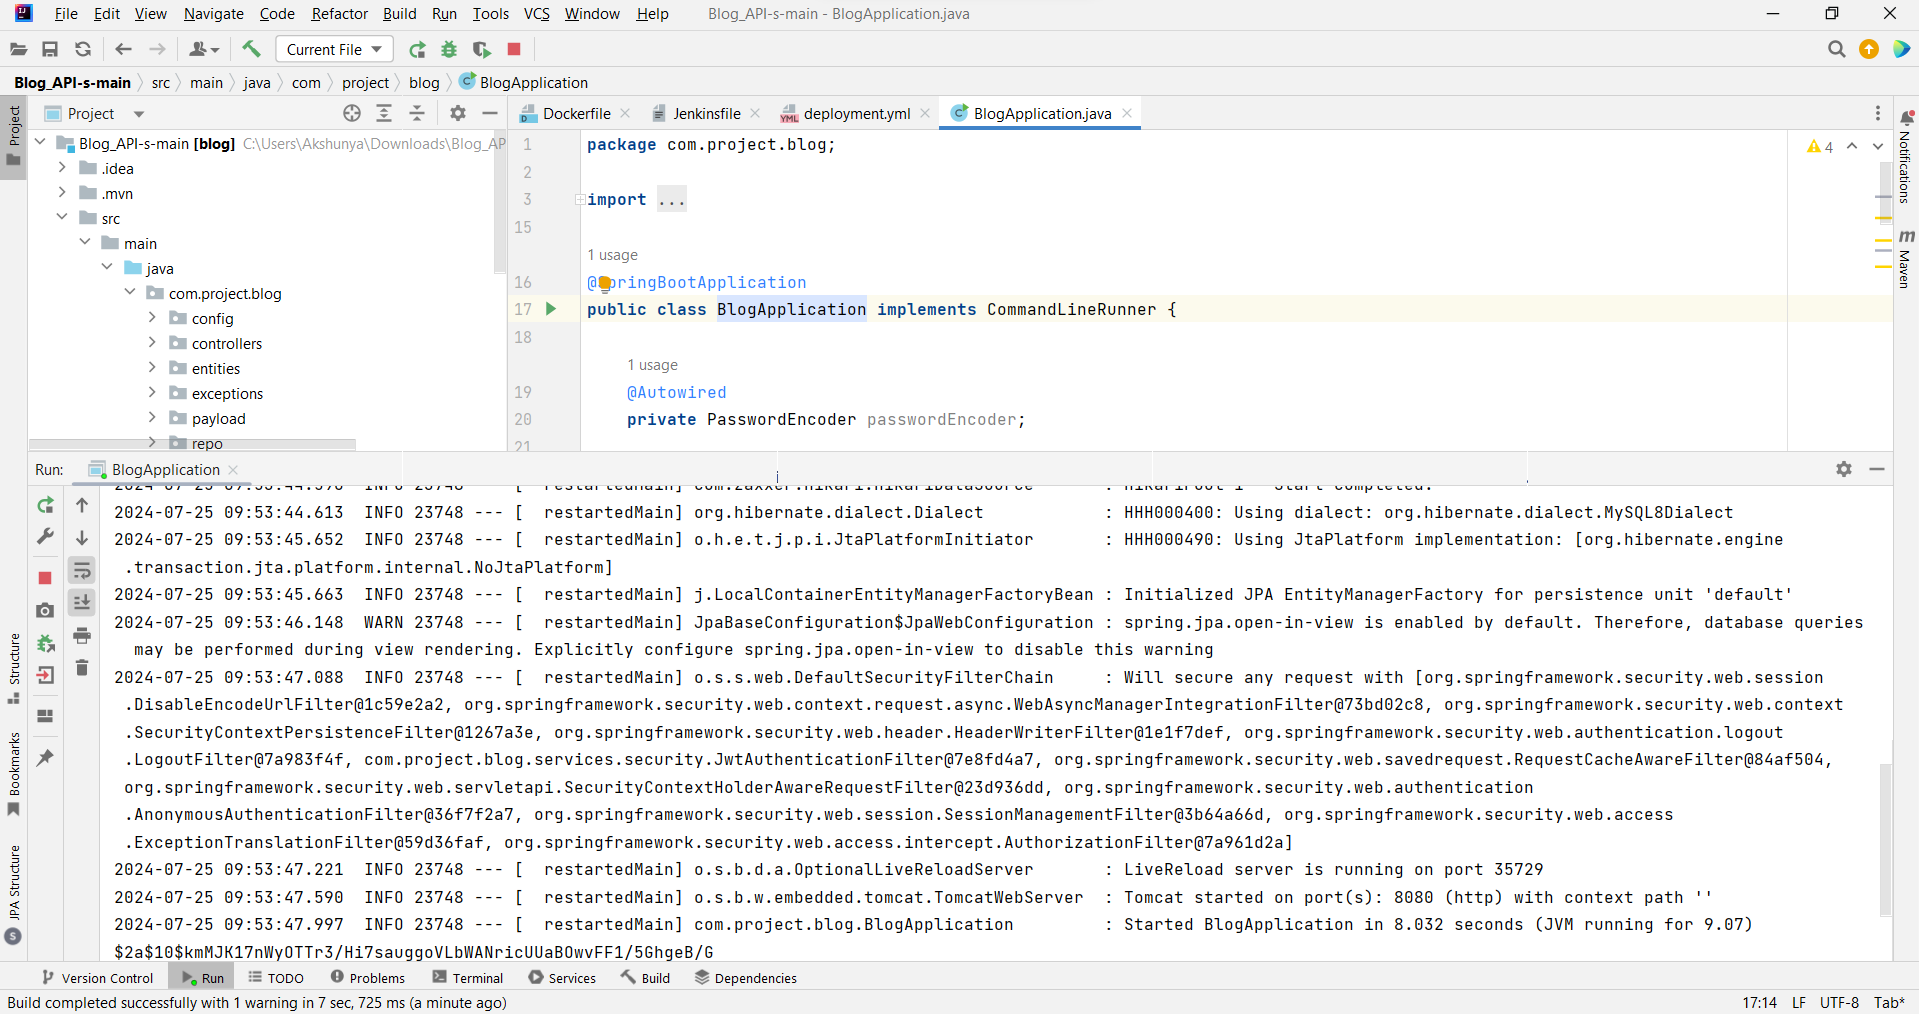 File Edit View Navigate Code Refactor Build Run Tools VCS Window Help Blog_API-s-main - BlogApplication.java
Current File
Blog_API-s-main src main java com project blog BlogApplication
Project
Dockerfile Jenkinsfile deployment.yml BlogApplication.java
Project
Notifications
Maven
Blog_API-s-main [blog] C:\Users\Akshunya\Downloads\Blog_AP
.idea
.mvn
src
main
java
com.project.blog
config
controllers
entities
exceptions
payload
repo
1 package com.project.blog;
4
2
3 import ...
15
1 usage
16 @SpringBootApplication
17 public class BlogApplication implements CommandLineRunner {
18
1 usage
19 @Autowired
20 private PasswordEncoder passwordEncoder;
21
Run: BlogApplication
2024-07-25 09:53:44.596 INFO 23748 --- [ restartedMain] com.zaxxer.hikari.HikariDataSource : HikariPool-1 - Start completed.
2024-07-25 09:53:44.613 INFO 23748 --- [ restartedMain] org.hibernate.dialect.Dialect : HHH000400: Using dialect: org.hibernate.dialect.MySQL8Dialect
2024-07-25 09:53:45.652 INFO 23748 --- [ restartedMain] o.h.e.t.j.p.i.JtaPlatformInitiator : HHH000490: Using JtaPlatform implementation: [org.hibernate.engine
.transaction.jta.platform.internal.NoJtaPlatform]
2024-07-25 09:53:45.663 INFO 23748 --- [ restartedMain] j.LocalContainerEntityManagerFactoryBean : Initialized JPA EntityManagerFactory for persistence unit 'default'
2024-07-25 09:53:46.148 WARN 23748 --- [ restartedMain] JpaBaseConfiguration$JpaWebConfiguration : spring.jpa.open-in-view is enabled by default. Therefore, database queries
may be performed during view rendering. Explicitly configure spring.jpa.open-in-view to disable this warning
2024-07-25 09:53:47.088 INFO 23748 --- [ restartedMain] o.s.s.web.DefaultSecurityFilterChain : Will secure any request with [org.springframework.security.web.session
.DisableEncodeUrlFilter@1c59e2a2, org.springframework.security.web.context.request.async.WebAsyncManagerIntegrationFilter@73bd02c8, org.springframework.security.web.context
.SecurityContextPersistenceFilter@1267a3e, org.springframework.security.web.header.HeaderWriterFilter@1e1f7def, org.springframework.security.web.authentication.logout
.LogoutFilter@7a983f4f, com.project.blog.services.security.JwtAuthenticationFilter@7e8fd4a7, org.springframework.security.web.savedrequest.RequestCacheAwareFilter@84af504,
org.springframework.security.web.servletapi.SecurityContextHolderAwareRequestFilter@23d936dd, org.springframework.security.web.authentication
.AnonymousAuthenticationFilter@36f7f2a7, org.springframework.security.web.session.SessionManagementFilter@3b64a66d, org.springframework.security.web.access
.ExceptionTranslationFilter@59d36faf, org.springframework.security.web.access.intercept.AuthorizationFilter@7a961d2a]
2024-07-25 09:53:47.221 INFO 23748 --- [ restartedMain] o.s.b.d.a.OptionalLiveReloadServer : LiveReload server is running on port 35729
2024-07-25 09:53:47.590 INFO 23748 --- [ restartedMain] o.s.b.w.embedded.tomcat.TomcatWebServer : Tomcat started on port(s): 8080 (http) with context path ''
2024-07-25 09:53:47.997 INFO 23748 --- [ restartedMain] com.project.blog.BlogApplication : Started BlogApplication in 8.032 seconds (JVM running for 9.07)
$2a$10$kmMJK17nWyOTTr3/Hi7sauggoVLbWANricUUaBOwvFF1/5GhgeB/G
Structure
Bookmarks
JPA Structure
Version Control Run TODO Problems Terminal Services Build Dependencies
Build completed successfully with 1 warning in 7 sec, 725 ms (a minute ago) 17:14 LF UTF-8 Tab*